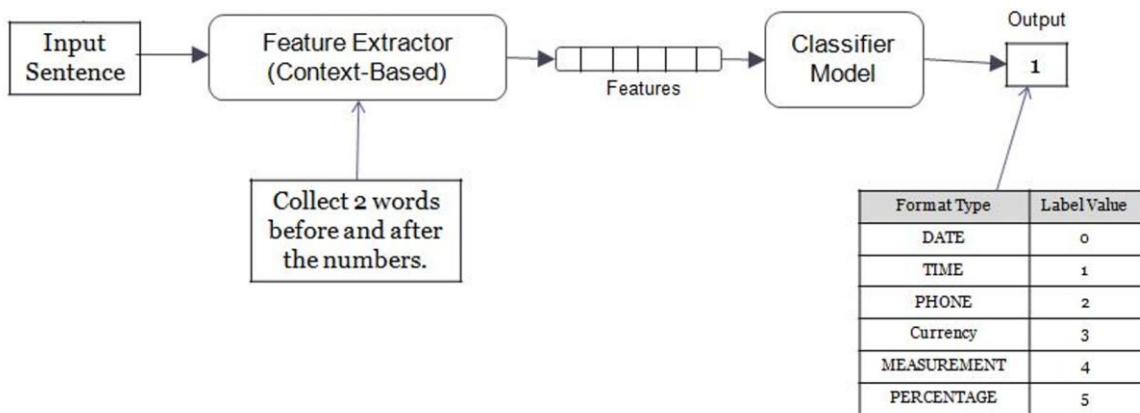 Input
Sentence
Feature Extractor
(Context-Based)
Features
Classifier
Model
Output
1
Collect 2 words
before and after
the numbers.
Format Type Label Value
DATE 0
TIME 1
PHONE 2
Currency 3
MEASUREMENT 4
PERCENTAGE 5